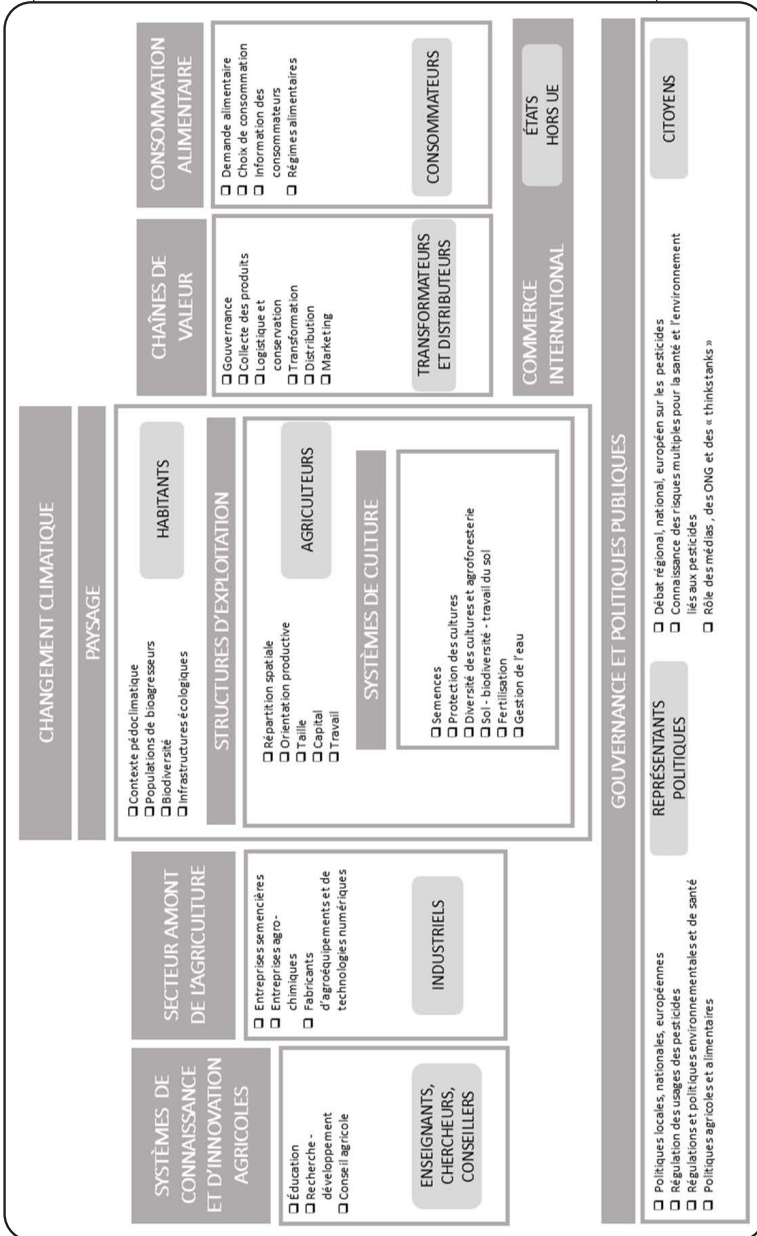 CHANGEMENT CLIMATIQUE
PAYSAGE
SYSTÈMES DE
CONNAISSANCE
ET D'INNOVATION
AGRICOLES
❑ Éducation
❑ Recherche -
développement
❑ Conseil agricole
ENSEIGNANTS,
CHERCHEURS,
CONSEILLERS
SECTEUR AMONT
DE L'AGRICULTURE
❑ Entreprises semencières
❑ Entreprises agro-
chimiques
❑ Fabricants
d'agroéquipements et de
technologies numériques
INDUSTRIELS
❑ Contexte pédoclimatique
❑ Populations de bioagresseurs
❑ Biodiversité
❑ Infrastructures écologiques
HABITANTS
STRUCTURES D'EXPLOITATION
❑ Répartition spatiale
❑ Orientation productive
❑ Taille
❑ Capital
❑ Travail
AGRICULTEURS
SYSTÈMES DE CULTURE
❑ Semences
❑ Protection des cultures
❑ Diversité des cultures et agroforesterie
❑ Sol - biodiversité - travail du sol
❑ Fertilisation
❑ Gestion de l'eau
CHAÎNES DE
VALEUR
❑ Gouvernance
❑ Collecte des produits
❑ Logistique et
conservation
❑ Transformation
❑ Distribution
❑ Marketing
TRANSFORMATEURS
ET DISTRIBUTEURS
CONSOMMATION
ALIMENTAIRE
❑ Demande alimentaire
❑ Choix de consommation
❑ Information des
consommateurs
❑ Régimes alimentaires
CONSOMMATEURS
COMMERCE
INTERNATIONAL
ÉTATS
HORS UE
GOUVERNANCE ET POLITIQUES PUBLIQUES
❑ Politiques locales, nationales, européennes
❑ Régulation des usages des pesticides
❑ Régulations et politiques environnementales et de santé
❑ Politiques agricoles et alimentaires
REPRÉSENTANTS
POLITIQUES
❑ Débat régional, national, européen sur les pesticides
❑ Connaissance des risques multiples pour la santé et l'environnement
liés aux pesticides
❑ Rôle des médias, des ONG et des « thinkstanks »
CITOYENS